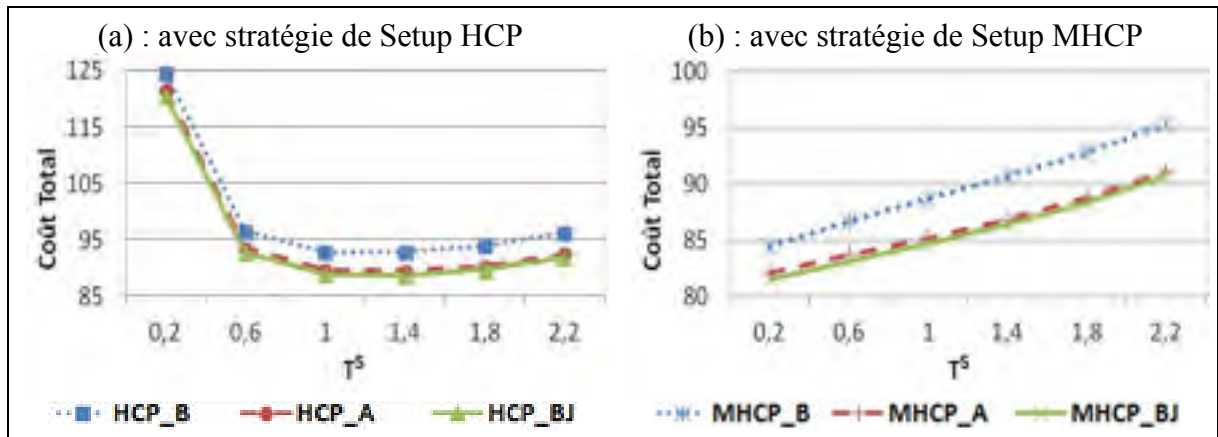 (a) : avec stratégie de Setup HCP
125
115
105
95
85
Coût Total
0,2 0,6 1 1,4 1,8 2,2
T^S
HCP_B HCP_A HCP_BJ
(b) : avec stratégie de Setup MHCP
100
95
90
85
80
Coût Total
0,2 0,6 1 1,4 1,8 2,2
T^S
MHCP_B MHCP_A MHCP_BJ